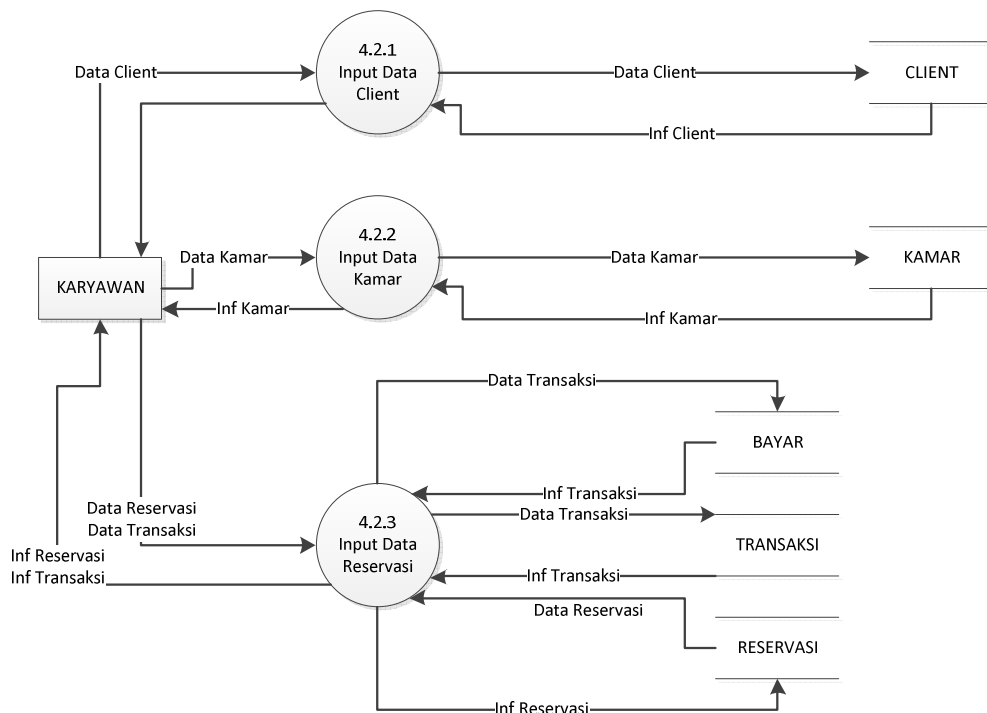 4.2.1
Input Data
Client
Data Client
Data Client
CLIENT
Inf Client
4.2.2
Input Data
Kamar
Data Kamar
Data Kamar
KAMAR
KARYAWAN
Inf Kamar
Inf Kamar
Data Transaksi
BAYAR
Inf Transaksi
Data Reservasi
Data Transaksi
4.2.3
Input Data
Reservasi
Data Transaksi
TRANSAKSI
Inf Reservasi
Inf Transaksi
Inf Transaksi
Data Reservasi
RESERVASI
Inf Reservasi